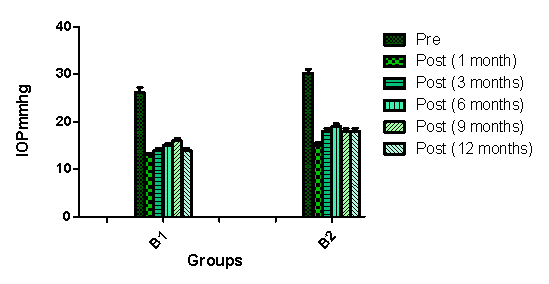 40
30
20
10
0
IOPmmhg
B1
B2
Groups
Pre
Post (1 month)
Post (3 months)
Post (6 months)
Post (9 months)
Post (12 months)